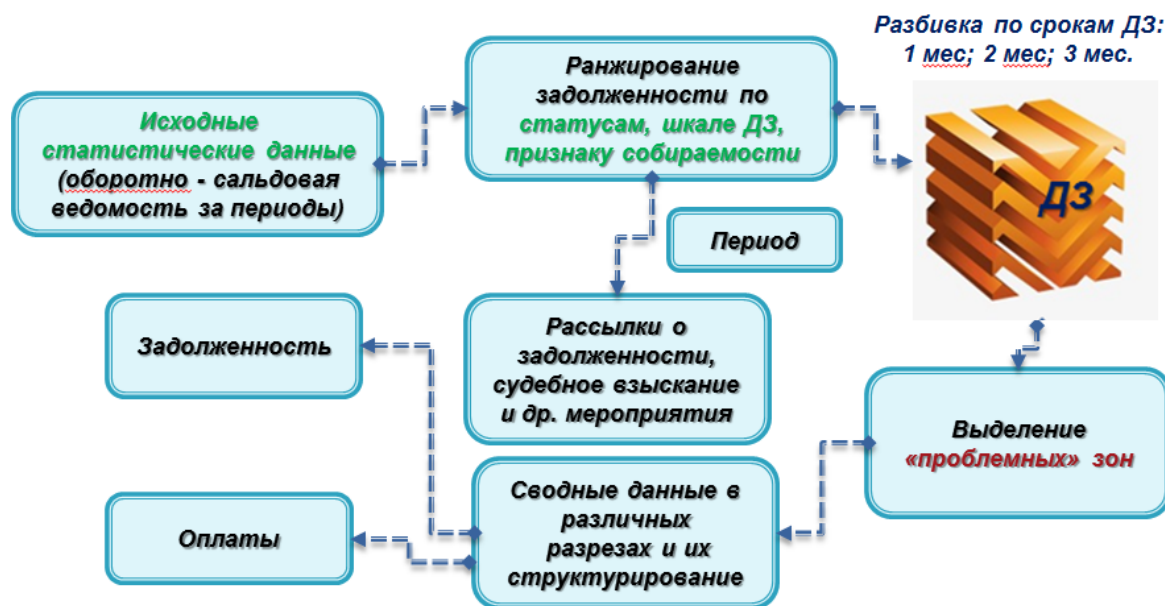 Разбивка по срокам ДЗ:
1 мес; 2 мес; 3 мес.
Исходные
статистические данные
(оборотно - сальдовая
ведомость за периоды)
Ранжирование
задолженности по
статусам, шкале ДЗ,
признаку собираемости
ДЗ
Период
Задолженность
Рассылки о
задолженности,
судебное взыскание
и др. мероприятия
Выделение
«проблемных» зон
Оплаты
Сводные данные в
различных
разрезах и их
структурирование